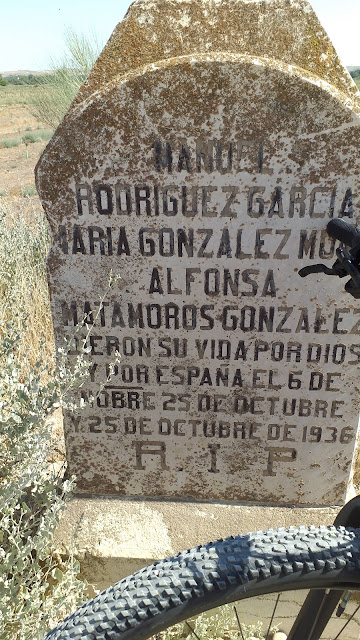 MANUEL
RODRIGUEZ GARCIA
MARIA GONZÁLEZ
ALFONSA
MATAMOROS GONZALEZ
DIERON SU VIDA POR DIOS
Y POR ESPAÑA EL 6 DE
25 DE OCTUBRE
Y 25 DE OCTUBRE DE 1936
R I P